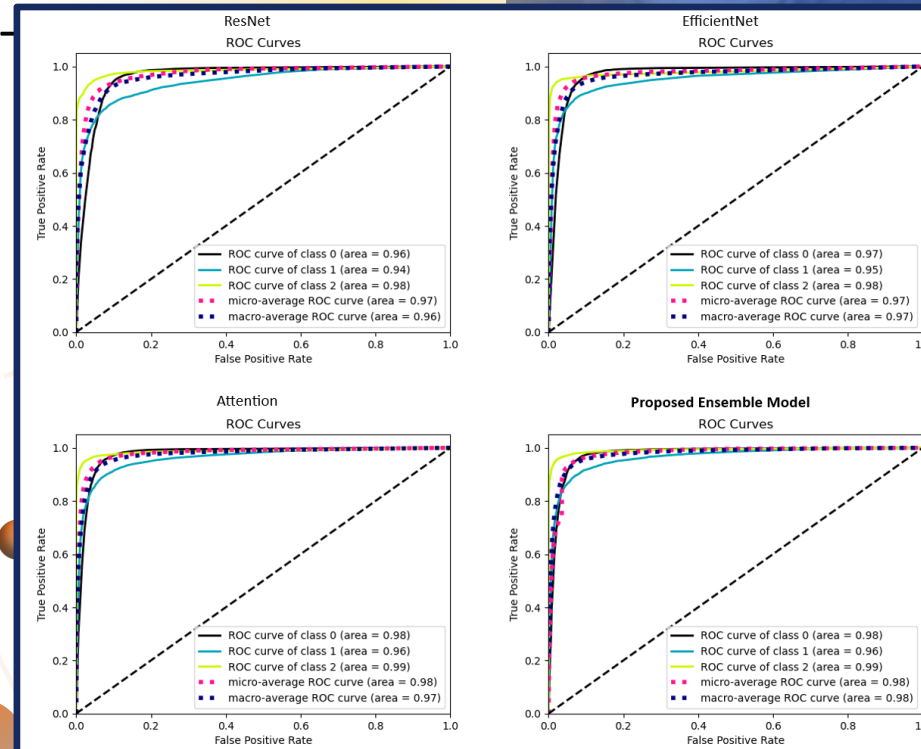 ResNet
ROC Curves
1.0
0.8
0.6
0.4
0.2
0.0
True Positive Rate
ROC curve of class 0 (area = 0.96)
ROC curve of class 1 (area = 0.94)
ROC curve of class 2 (area = 0.98)
micro-average ROC curve (area = 0.97)
macro-average ROC curve (area = 0.96)
0.0 0.2 0.4 0.6 0.8 1.0
False Positive Rate
EfficientNet
ROC Curves
1.0
0.8
0.6
0.4
0.2
0.0
True Positive Rate
ROC curve of class 0 (area = 0.97)
ROC curve of class 1 (area = 0.95)
ROC curve of class 2 (area = 0.98)
micro-average ROC curve (area = 0.97)
macro-average ROC curve (area = 0.97)
0.0 0.2 0.4 0.6 0.8
False Positive Rate
Attention
ROC Curves
1.0
0.8
0.6
0.4
0.2
0.0
True Positive Rate
ROC curve of class 0 (area = 0.98)
ROC curve of class 1 (area = 0.96)
ROC curve of class 2 (area = 0.99)
micro-average ROC curve (area = 0.98)
macro-average ROC curve (area = 0.97)
0.0 0.2 0.4 0.6 0.8 1.0
False Positive Rate
Proposed Ensemble Model
ROC Curves
1.0
0.8
0.6
0.4
0.2
0.0
True Positive Rate
ROC curve of class 0 (area = 0.98)
ROC curve of class 1 (area = 0.96)
ROC curve of class 2 (area = 0.99)
micro-average ROC curve (area = 0.98)
macro-average ROC curve (area = 0.98)
0.0 0.2 0.4 0.6 0.8
False Positive Rate